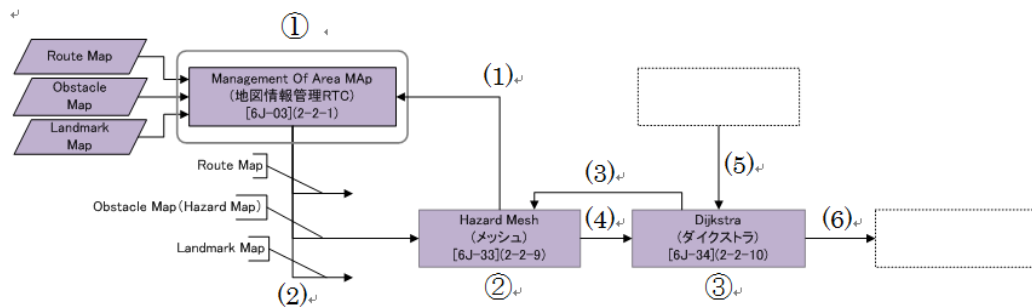 ①
Route Map
Obstacle
Map
Landmark
Map
Management Of Area MAp
(地図情報管理RTC)
[6J-03](2-2-1)
(1)
Route Map
Obstacle Map(Hazard Map)
Landmark Map
(2)
(3)
(4)
(5)
(6)
Hazard Mesh
(メッシュ)
[6J-33](2-2-9)
②
Dijkstra
(ダイクストラ)
[6J-34](2-2-10)
③